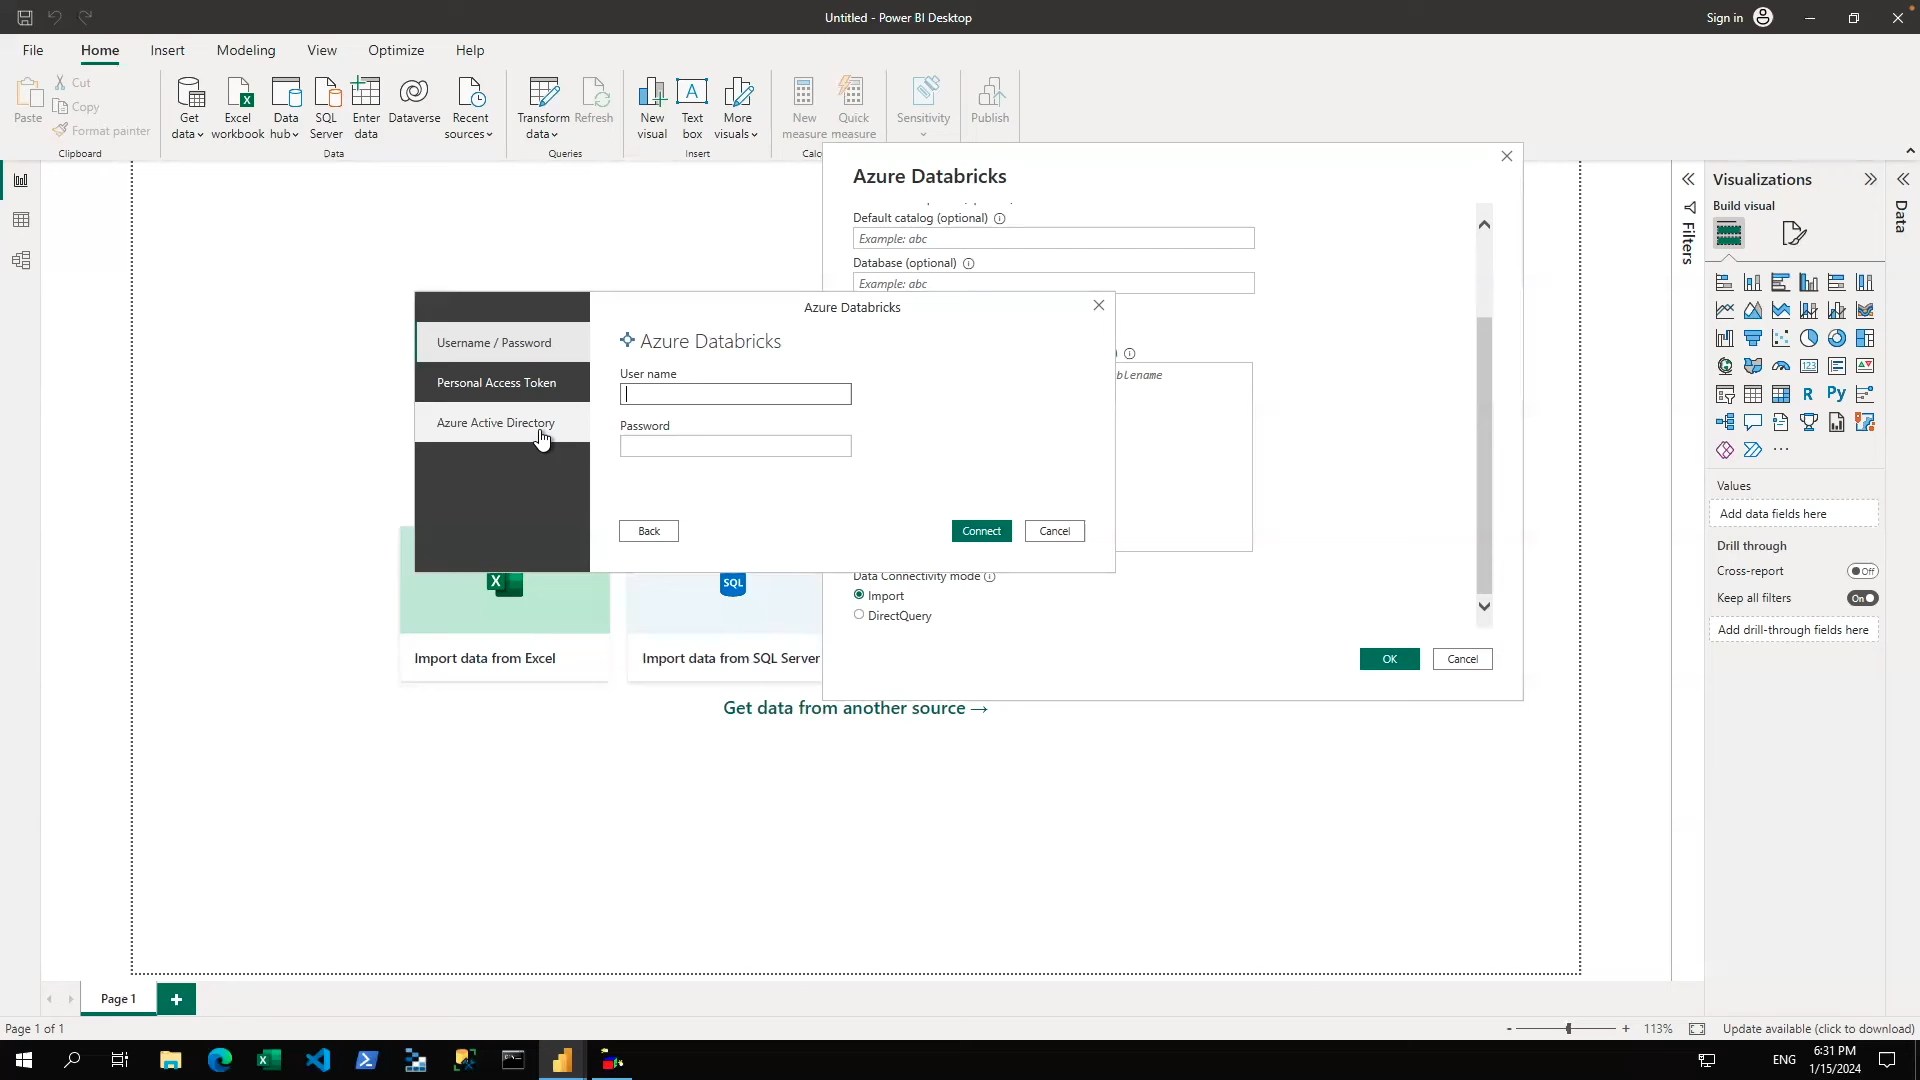 Untitled - Power BI Desktop
Sign in
File
Home
Insert
Modeling
View
Optimize
Help
Paste
Cut
Copy
Format painter
Clipboard
Get data
Excel workbook
Data hub
SQL Server
Enter data
Dataverse
Recent sources
Data
Transform data
Refresh
Queries
New visual
Text box
More visuals
Insert
New measure
Quick measure
Calc
Sensitivity
Publish
Azure Databricks
Default catalog (optional)
Example: abc
Database (optional)
Example: abc
blename
Data Connectivity mode
Import
DirectQuery
OK
Cancel
Azure Databricks
Username / Password
Personal Access Token
Azure Active Directory
Azure Databricks
User name
Password
Back
Connect
Cancel
SQL
Import data from Excel
Import data from SQL Server
Get data from another source →
Filters
Visualizations
Build visual
123
R
Py
Values
Add data fields here
Drill through
Cross-report
Off
Keep all filters
On
Add drill-through fields here
Data
Page 1
Page 1 of 1
113%
Update available (click to download)
ENG
6:31 PM
1/15/2024